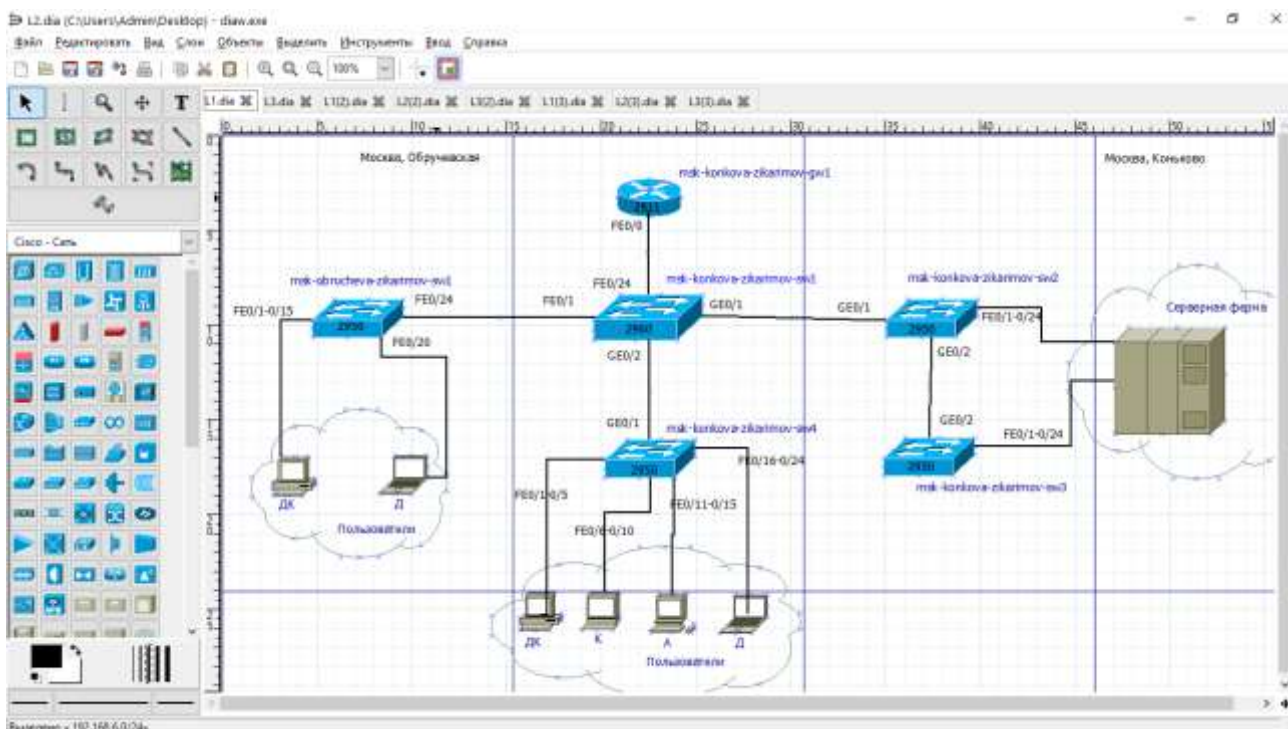 L2.dia (C:\Users\Admin\Desktop) - diaw.exe
Файл Редактировать Вид Слои Объекты Выделить Инструменты Ввод Справка
100%
L1.dia L3.dia L1(2).dia L2(2).dia L3(2).dia L1(3).dia L2(3).dia L3(3).dia
Москва, Обручевская
Москва, Коньково
msk-konkova-zikarimov-gw1
FE0/0
Cisco - Сеть
msk-obrucheva-zikarimov-sw1
FE0/24
msk-konkova-zikarimov-sw1
msk-konkova-zikarimov-sw2
FE0/1-0/15
FE0/24
FE0/1
GE0/1
GE0/1
FE0/1-0/24
Серверная ферма
2950
2960
2950
FE0/20
GE0/2
GE0/2
GE0/1
msk-konkova-zikarimov-sw4
GE0/2
FE0/1-0/24
2950
2950
FE0/16-0/24
msk-konkova-zikarimov-sw3
FE0/1-0/5
FE0/11-0/15
ДК
Д
FE0/6-0/10
Пользователи
ДК
К
А
Д
Пользователи